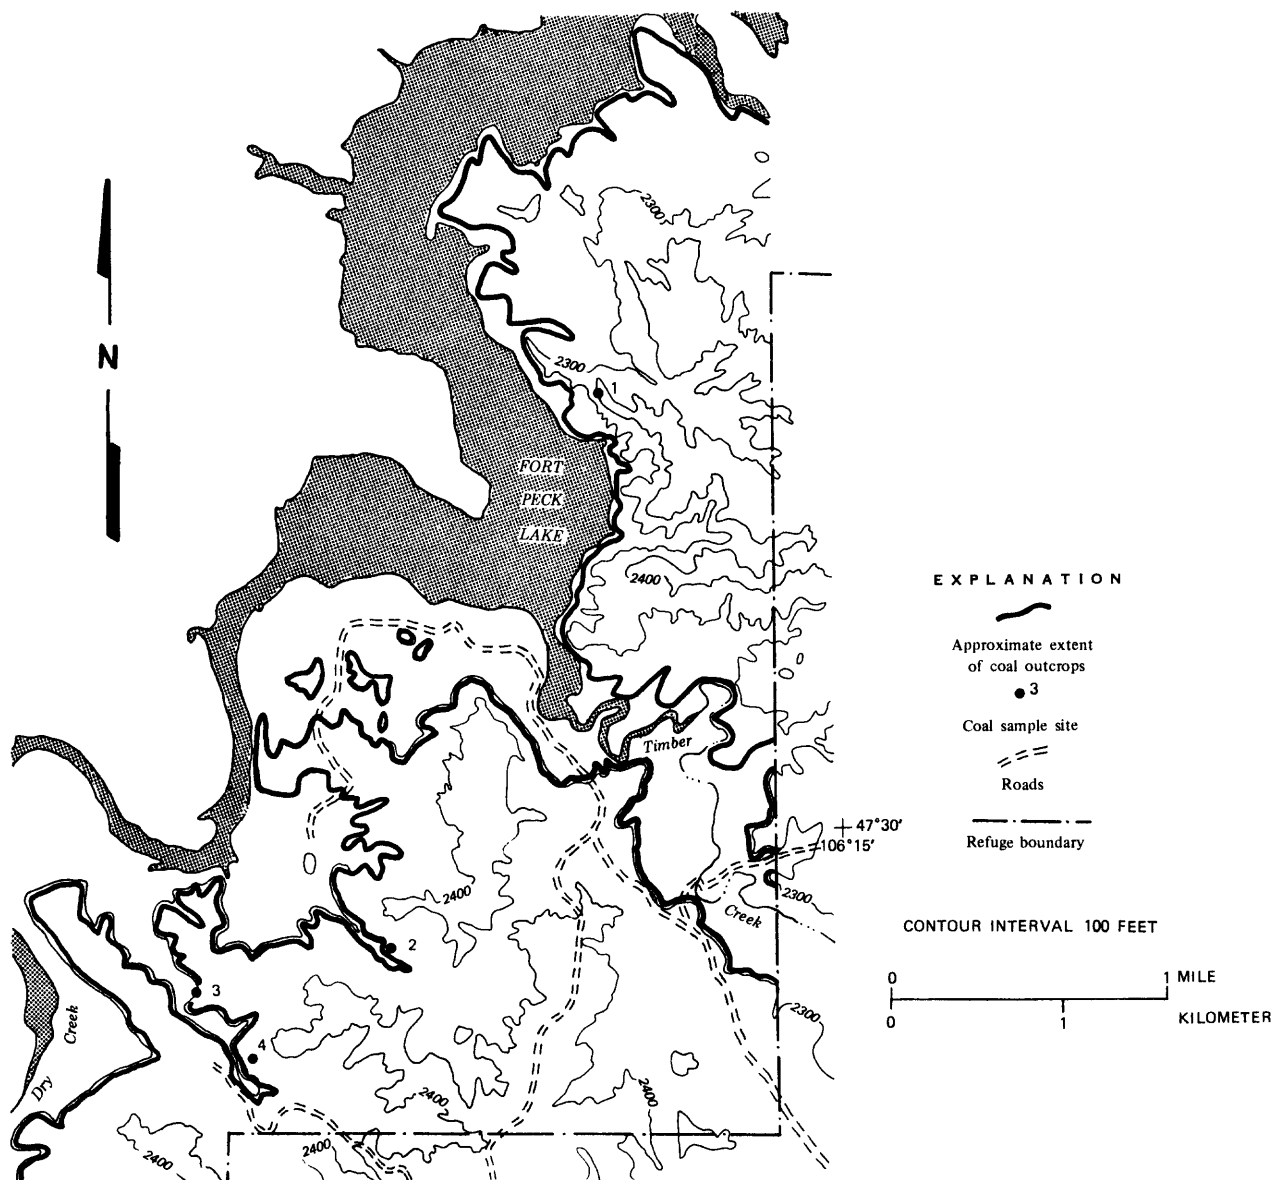 2300
N
2300
1
FORT
PECK
LAKE
2400
0
Timber
2400
Creek
2300
2
3
4
Creek
Dry
2300
2400
2400
2400
2400
47°30'
106°15'
EXPLANATION
Approximate extent
of coal outcrops
3
Coal sample site
Roads
Refuge boundary
CONTOUR INTERVAL 100 FEET
0 1 MILE
0 1 KILOMETER